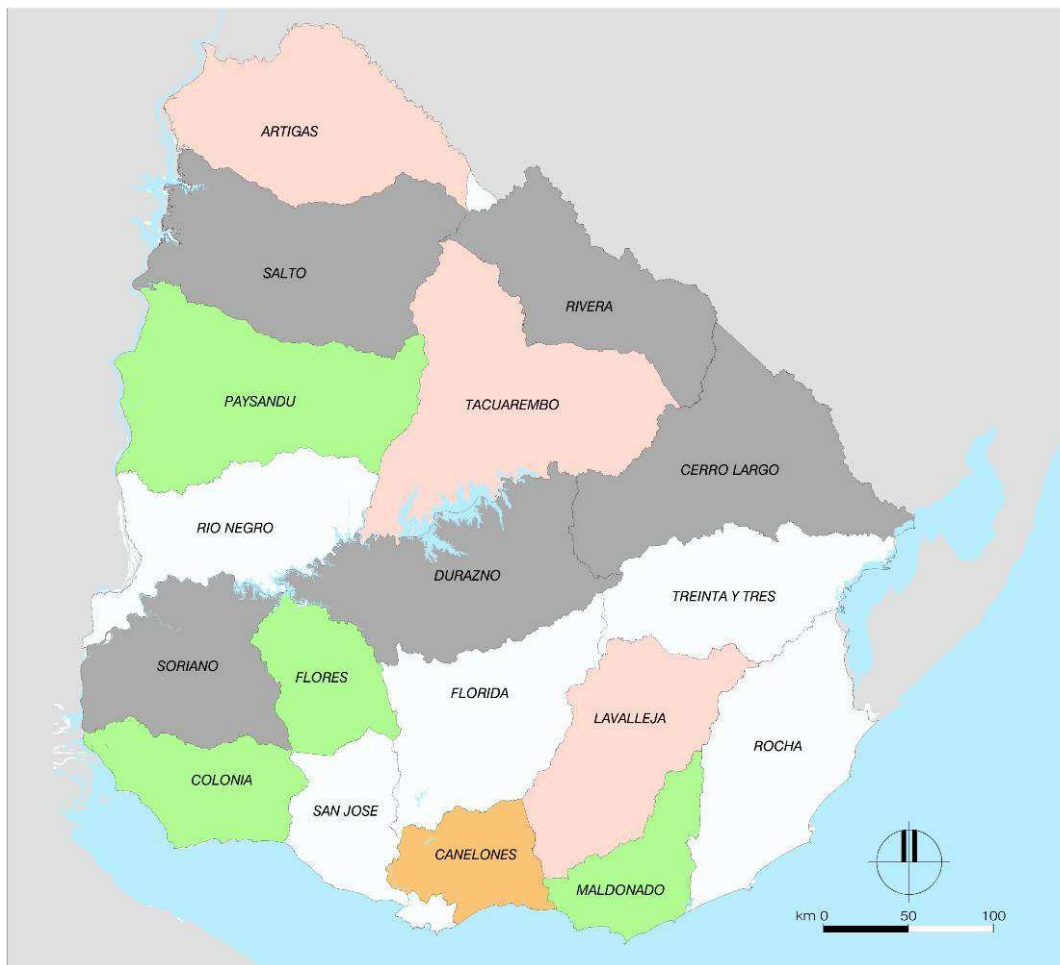 ARTIGAS
SALTO
RIVERA
PAYSANDU
TACUAREMBO
CERRO LARGO
RIO NEGRO
DURAZNO
TREINTA Y TRES
SORIANO
FLORES
FLORIDA
LAVALLEJA
ROCHA
COLONIA
SAN JOSE
CANELONES
MALDONADO
km 0 50 100